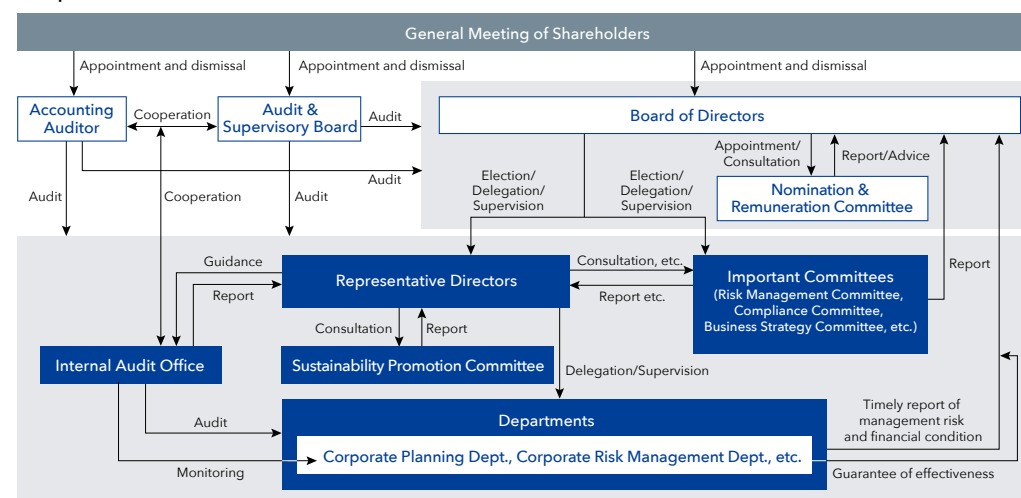 General Meeting of Shareholders
Appointment and dismissal
Appointment and dismissal
Appointment and dismissal
Accounting
Auditor
Cooperation
Audit &
Supervisory Board
Audit
Board of Directors
Appointment/
Consultation
Report/Advice
Audit
Nomination &
Remuneration Committee
Audit
Cooperation
Audit
Election/
Delegation/
Supervision
Election/
Delegation/
Supervision
Guidance
Report
Representative Directors
Consultation, etc.
Report etc.
Important Committees
(Risk Management Committee,
Compliance Committee,
Business Strategy Committee, etc.)
Report
Consultation
Report
Internal Audit Office
Sustainability Promotion Committee
Delegation/Supervision
Audit
Departments
Timely report of
management risk
and financial condition
Corporate Planning Dept., Corporate Risk Management Dept., etc.
Monitoring
Guarantee of effectiveness